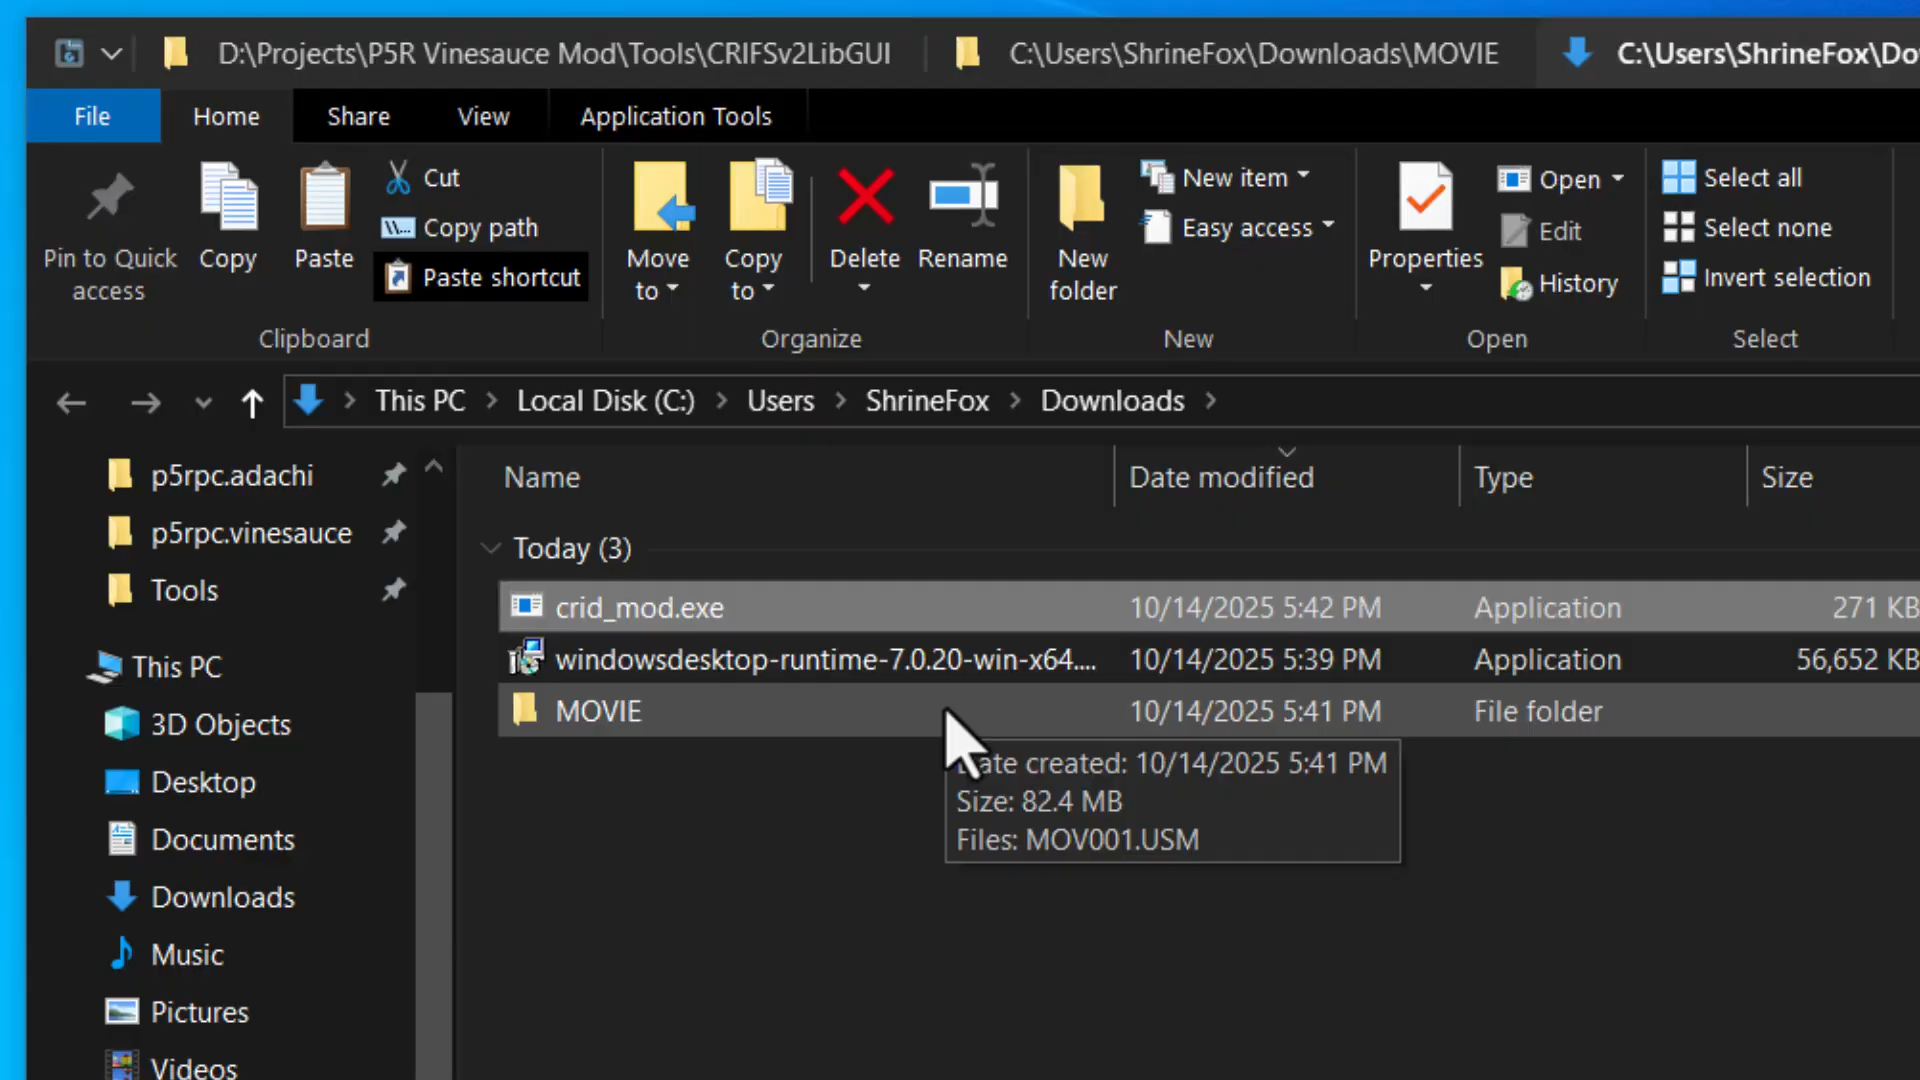 D:\Projects\P5R Vinesauce Mod\Tools\CRIFSv2LibGUI
C:\Users\ShrineFox\Downloads\MOVIE
C:\Users\ShrineFox\Do
File
Home
Share
View
Application Tools
Pin to Quick
access
Copy
Paste
Cut
Copy path
Paste shortcut
Clipboard
Move
to
Copy
to
Delete
Rename
Organize
New
folder
New item
Easy access
New
Properties
Open
Edit
History
Open
Select all
Select none
Invert selection
Select
This PC
Local Disk (C:)
Users
ShrineFox
Downloads
p5rpc.adachi
p5rpc.vinesauce
Tools
This PC
3D Objects
Desktop
Documents
Downloads
Music
Pictures
Videos
Name
Date modified
Type
Size
Today (3)
crid_mod.exe 10/14/2025 5:42 PM Application 271 KB
windowsdesktop-runtime-7.0.20-win-x64.... 10/14/2025 5:39 PM Application 56,652 KB
MOVIE 10/14/2025 5:41 PM File folder
ate created: 10/14/2025 5:41 PM
Size: 82.4 MB
Files: MOV001.USM